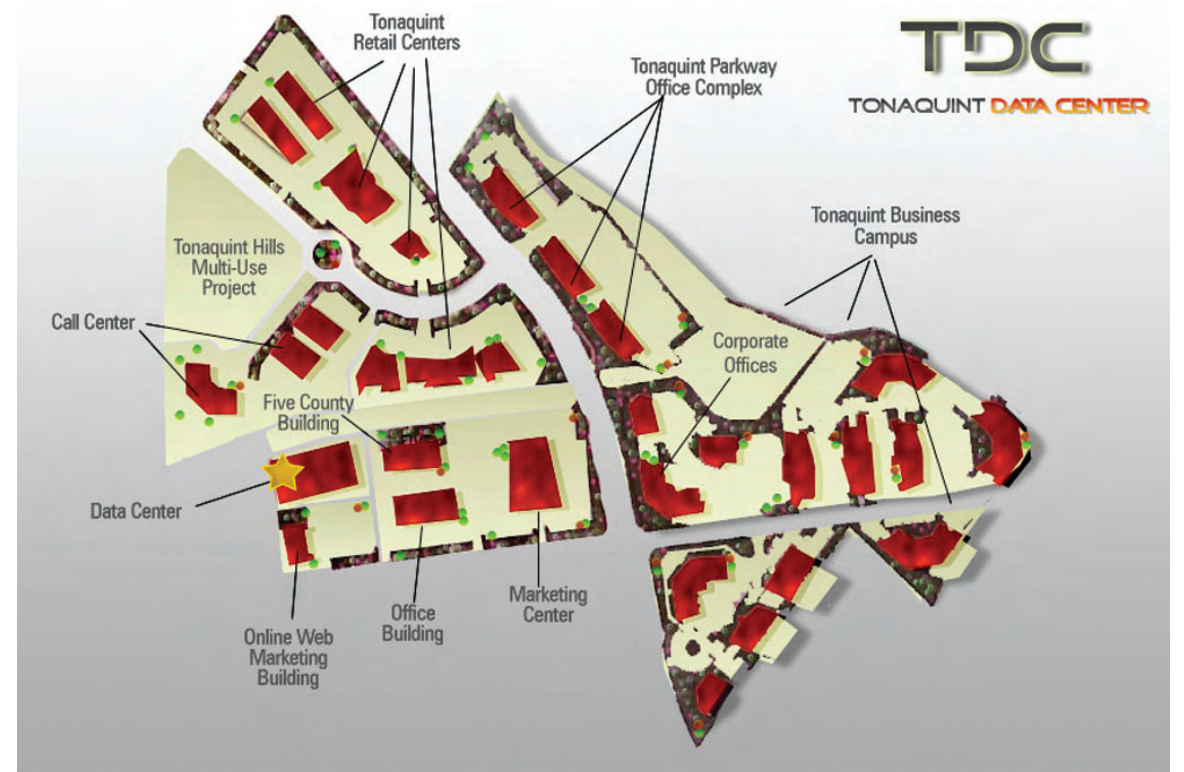 Tonaquint
Retail Centers
TDC
TONAQUINT DATA CENTER
Tonaquint Parkway
Office Complex
Tonaquint Business
Campus
Tonaquint Hills
Multi-Use
Project
Call Center
Corporate
Offices
Five County
Building
Data Center
Marketing
Center
Office
Building
Online Web
Marketing
Building